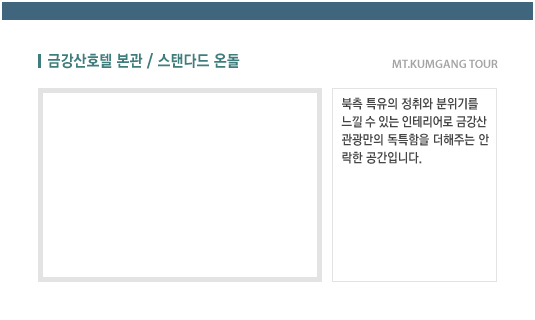 금강산호텔 본관 / 스탠다드 온돌
MT.KUMGANG TOUR
북측 특유의 정취와 분위기를
느낄 수 있는 인테리어로 금강산
관광만의 독특함을 더해주는 안
락한 공간입니다.